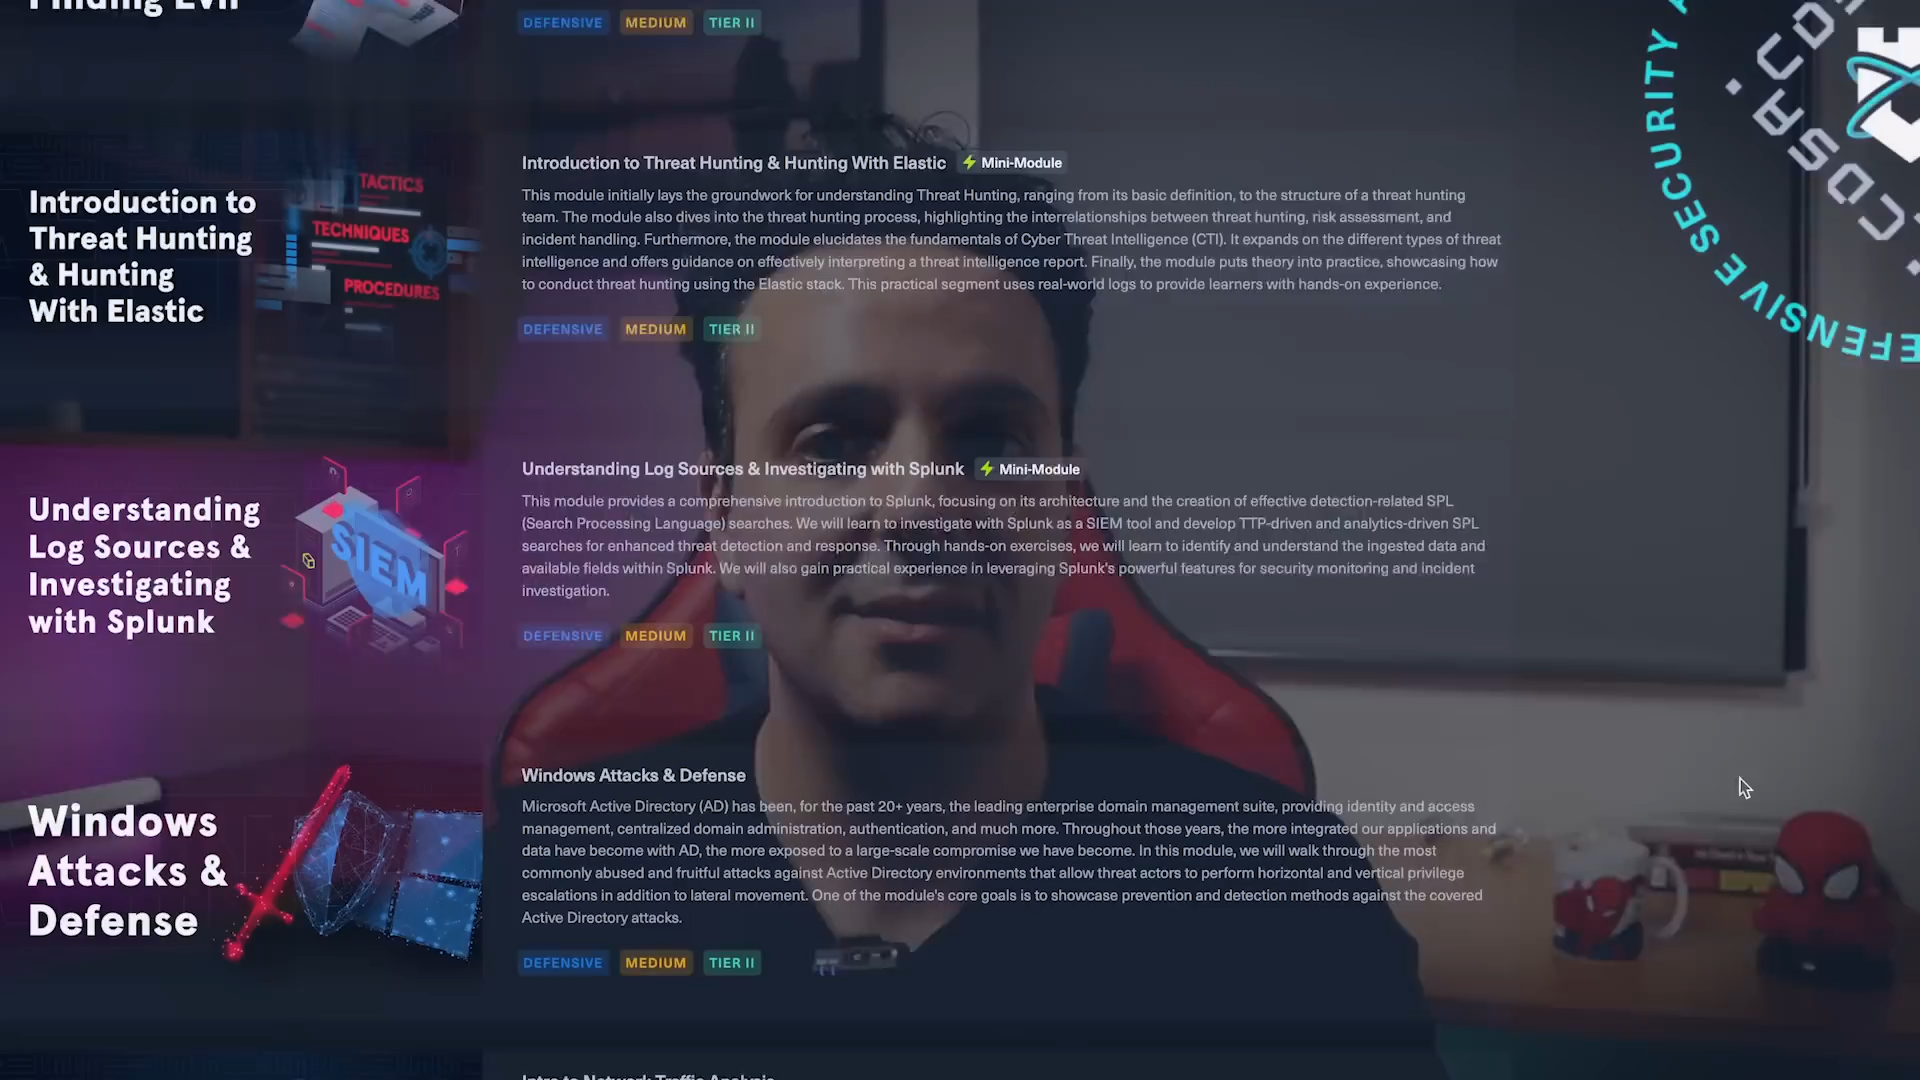 Finding Evil
DEFENSIVE MEDIUM TIER II
Introduction to
Threat Hunting
& Hunting
With Elastic
TACTICS
TECHNIQUES
PROCEDURES
Introduction to Threat Hunting & Hunting With Elastic Mini-Module
This module initially lays the groundwork for understanding Threat Hunting, ranging from its basic definition, to the structure of a threat hunting
team. The module also dives into the threat hunting process, highlighting the interrelationships between threat hunting, risk assessment, and
incident handling. Furthermore, the module elucidates the fundamentals of Cyber Threat Intelligence (CTI). It expands on the different types of threat
intelligence and offers guidance on effectively interpreting a threat intelligence report. Finally, the module puts theory into practice, showcasing how
to conduct threat hunting using the Elastic stack. This practical segment uses real-world logs to provide learners with hands-on experience.
DEFENSIVE MEDIUM TIER II
Understanding
Log Sources &
Investigating
with Splunk
SIEM
Understanding Log Sources & Investigating with Splunk Mini-Module
This module provides a comprehensive introduction to Splunk, focusing on its architecture and the creation of effective detection-related SPL
(Search Processing Language) searches. We will learn to investigate with Splunk as a SIEM tool and develop TTP-driven and analytics-driven SPL
searches for enhanced threat detection and response. Through hands-on exercises, we will learn to identify and understand the ingested data and
available fields within Splunk. We will also gain practical experience in leveraging Splunk's powerful features for security monitoring and incident
investigation.
DEFENSIVE MEDIUM TIER II
Windows
Attacks &
Defense
Windows Attacks & Defense
Microsoft Active Directory (AD) has been, for the past 20+ years, the leading enterprise domain management suite, providing identity and access
management, centralized domain administration, authentication, and much more. Throughout those years, the more integrated our applications and
data have become with AD, the more exposed to a large-scale compromise we have become. In this module, we will walk through the most
commonly abused and fruitful attacks against Active Directory environments that allow threat actors to perform horizontal and vertical privilege
escalations in addition to lateral movement. One of the module's core goals is to showcase prevention and detection methods against the covered
Active Directory attacks.
DEFENSIVE MEDIUM TIER II
Intro to Network Traffic Analysis
EFENSIVE SECURITY
CDSA